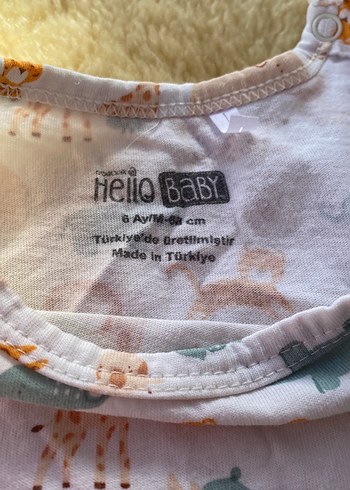 Hello BABY
6 Ay/M-68 cm
Türkiye'de üretilmiştir
Made in Türkiye